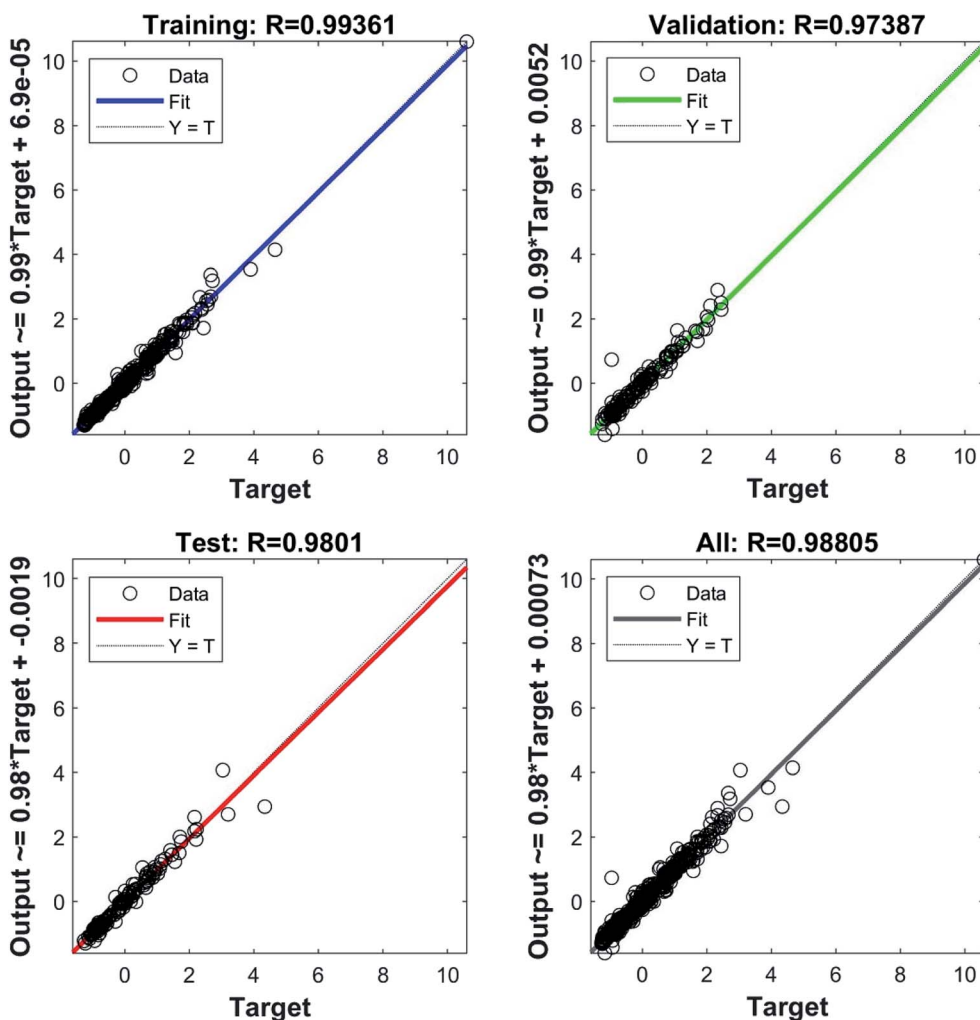 Training: R=0.99361
Output ~= 0.99*Target + 6.9e-05
10
8
6
4
2
0
Data
Fit
Y = T
0 2 4 6 8 10
Target
Validation: R=0.97387
Output ~= 0.99*Target + 0.0052
10
8
6
4
2
0
Data
Fit
Y = T
0 2 4 6 8 10
Target
Test: R=0.9801
Output ~= 0.98*Target + -0.0019
10
8
6
4
2
0
Data
Fit
Y = T
0 2 4 6 8 10
Target
All: R=0.98805
Output ~= 0.98*Target + 0.00073
10
8
6
4
2
0
Data
Fit
Y = T
0 2 4 6 8 10
Target